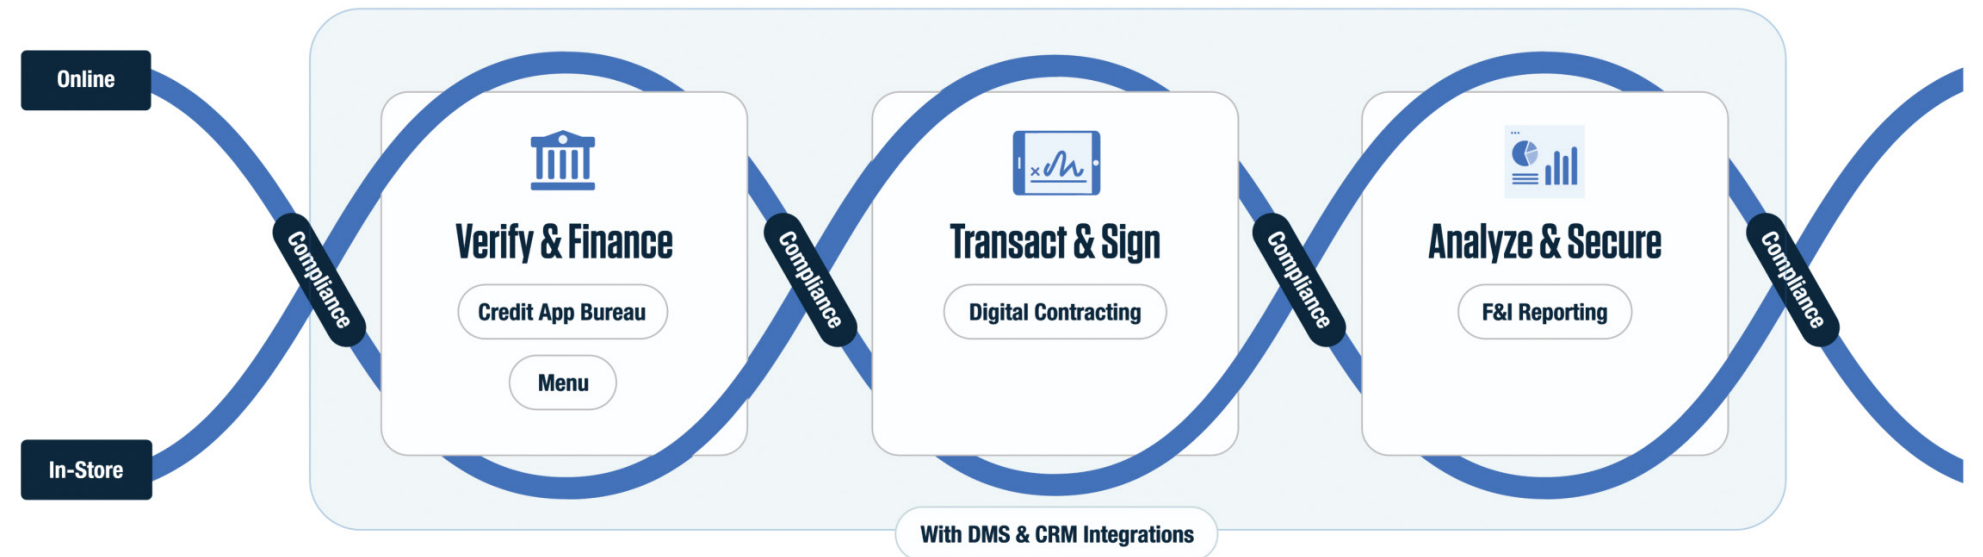 Online
In-Store
Compliance
Verify & Finance
Credit App Bureau
Menu
Compliance
Transact & Sign
Digital Contracting
Compliance
Analyze & Secure
F&I Reporting
Compliance
With DMS & CRM Integrations